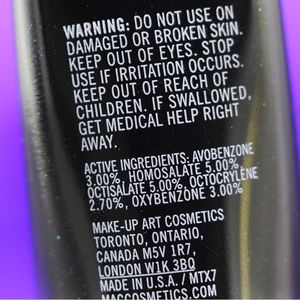 WARNING: DO NOT USE ON
DAMAGED OR BROKEN SKIN.
KEEP OUT OF EYES. STOP
USE IF IRRITATION OCCURS.
KEEP OUT OF REACH OF
CHILDREN. IF SWALLOWED,
GET MEDICAL HELP RIGHT
AWAY.
ACTIVE INGREDIENTS: AVOBENZONE
3.00%, HOMOSALATE 5.00%,
OCTISALATE 5.00%, OCTOCRYLENE
2.70%, OXYBENZONE 3.00%
MAKE-UP ART COSMETICS
TORONTO, ONTARIO,
CANADA M5V 1R7,
LONDON W1K 3BQ
MADE IN U.S.A. / MTX7
MACCOSMETICS.COM